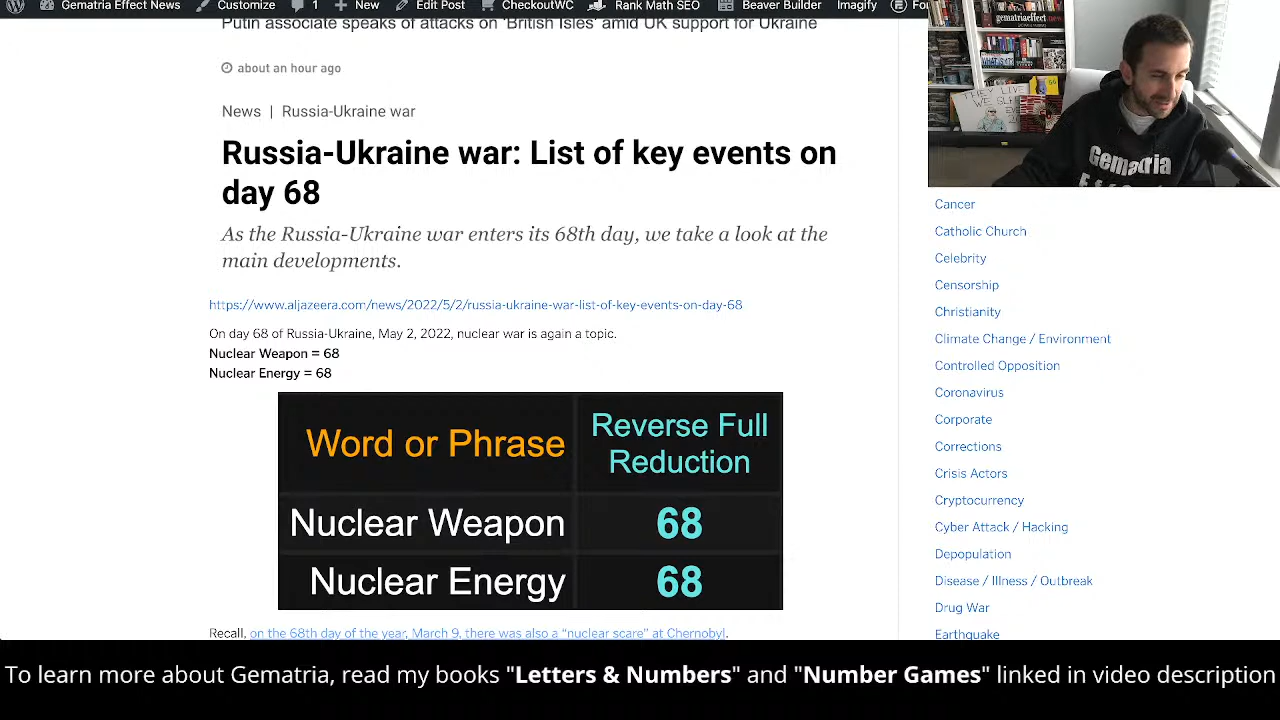 Gematria Effect News Customize 1 New Edit Post CheckoutWC Rank Math SEO Beaver Builder Imagify
Putin associate speaks of attacks on 'British Isles' amid UK support for Ukraine
about an hour ago
News | Russia-Ukraine war
Russia-Ukraine war: List of key events on
day 68
As the Russia-Ukraine war enters its 68th day, we take a look at the
main developments.
https://www.aljazeera.com/news/2022/5/2/russia-ukraine-war-list-of-key-events-on-day-68
On day 68 of Russia-Ukraine, May 2, 2022, nuclear war is again a topic.
Nuclear Weapon = 68
Nuclear Energy = 68
Word or Phrase Reverse Full
Reduction
Nuclear Weapon 68
Nuclear Energy 68
Recall, on the 68th day of the year, March 9, there was also a “nuclear scare” at Chernobyl.
gematriaeffect.news
THEY LIVE
WE SLEEP
Gematria
Cancer
Catholic Church
Celebrity
Censorship
Christianity
Climate Change / Environment
Controlled Opposition
Coronavirus
Corporate
Corrections
Crisis Actors
Cryptocurrency
Cyber Attack / Hacking
Depopulation
Disease / Illness / Outbreak
Drug War
Earthquake
To learn more about Gematria, read my books "Letters & Numbers" and "Number Games" linked in video description